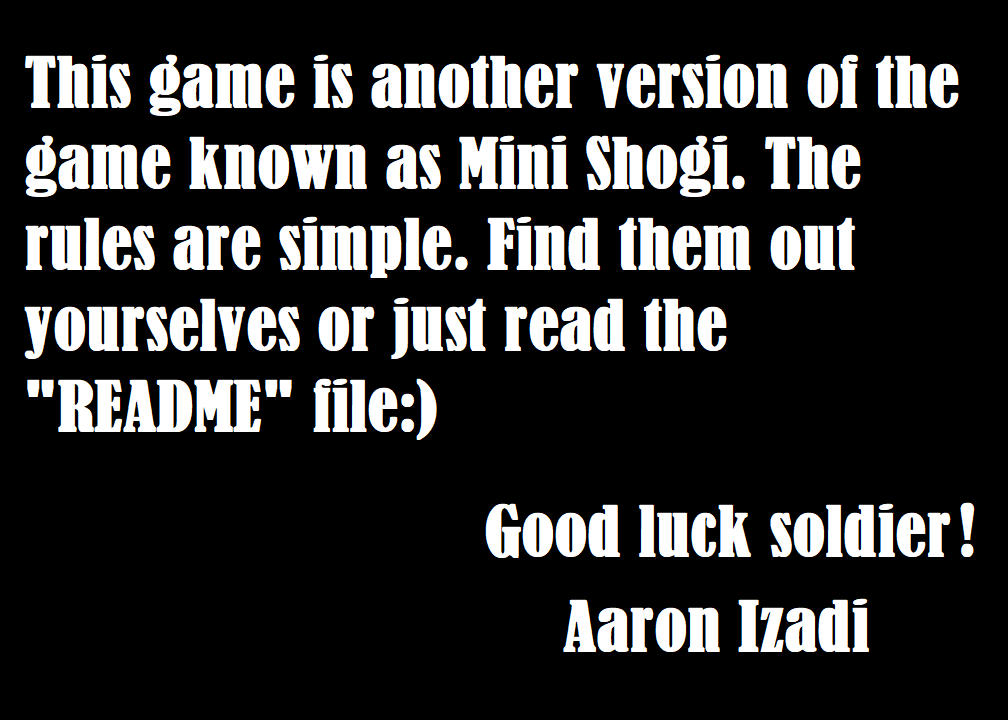 This game is another version of the
game known as Mini Shogi. The
rules are simple. Find them out
yourselves or just read the
"README" file:)
Good luck soldier!
Aaron Izadi